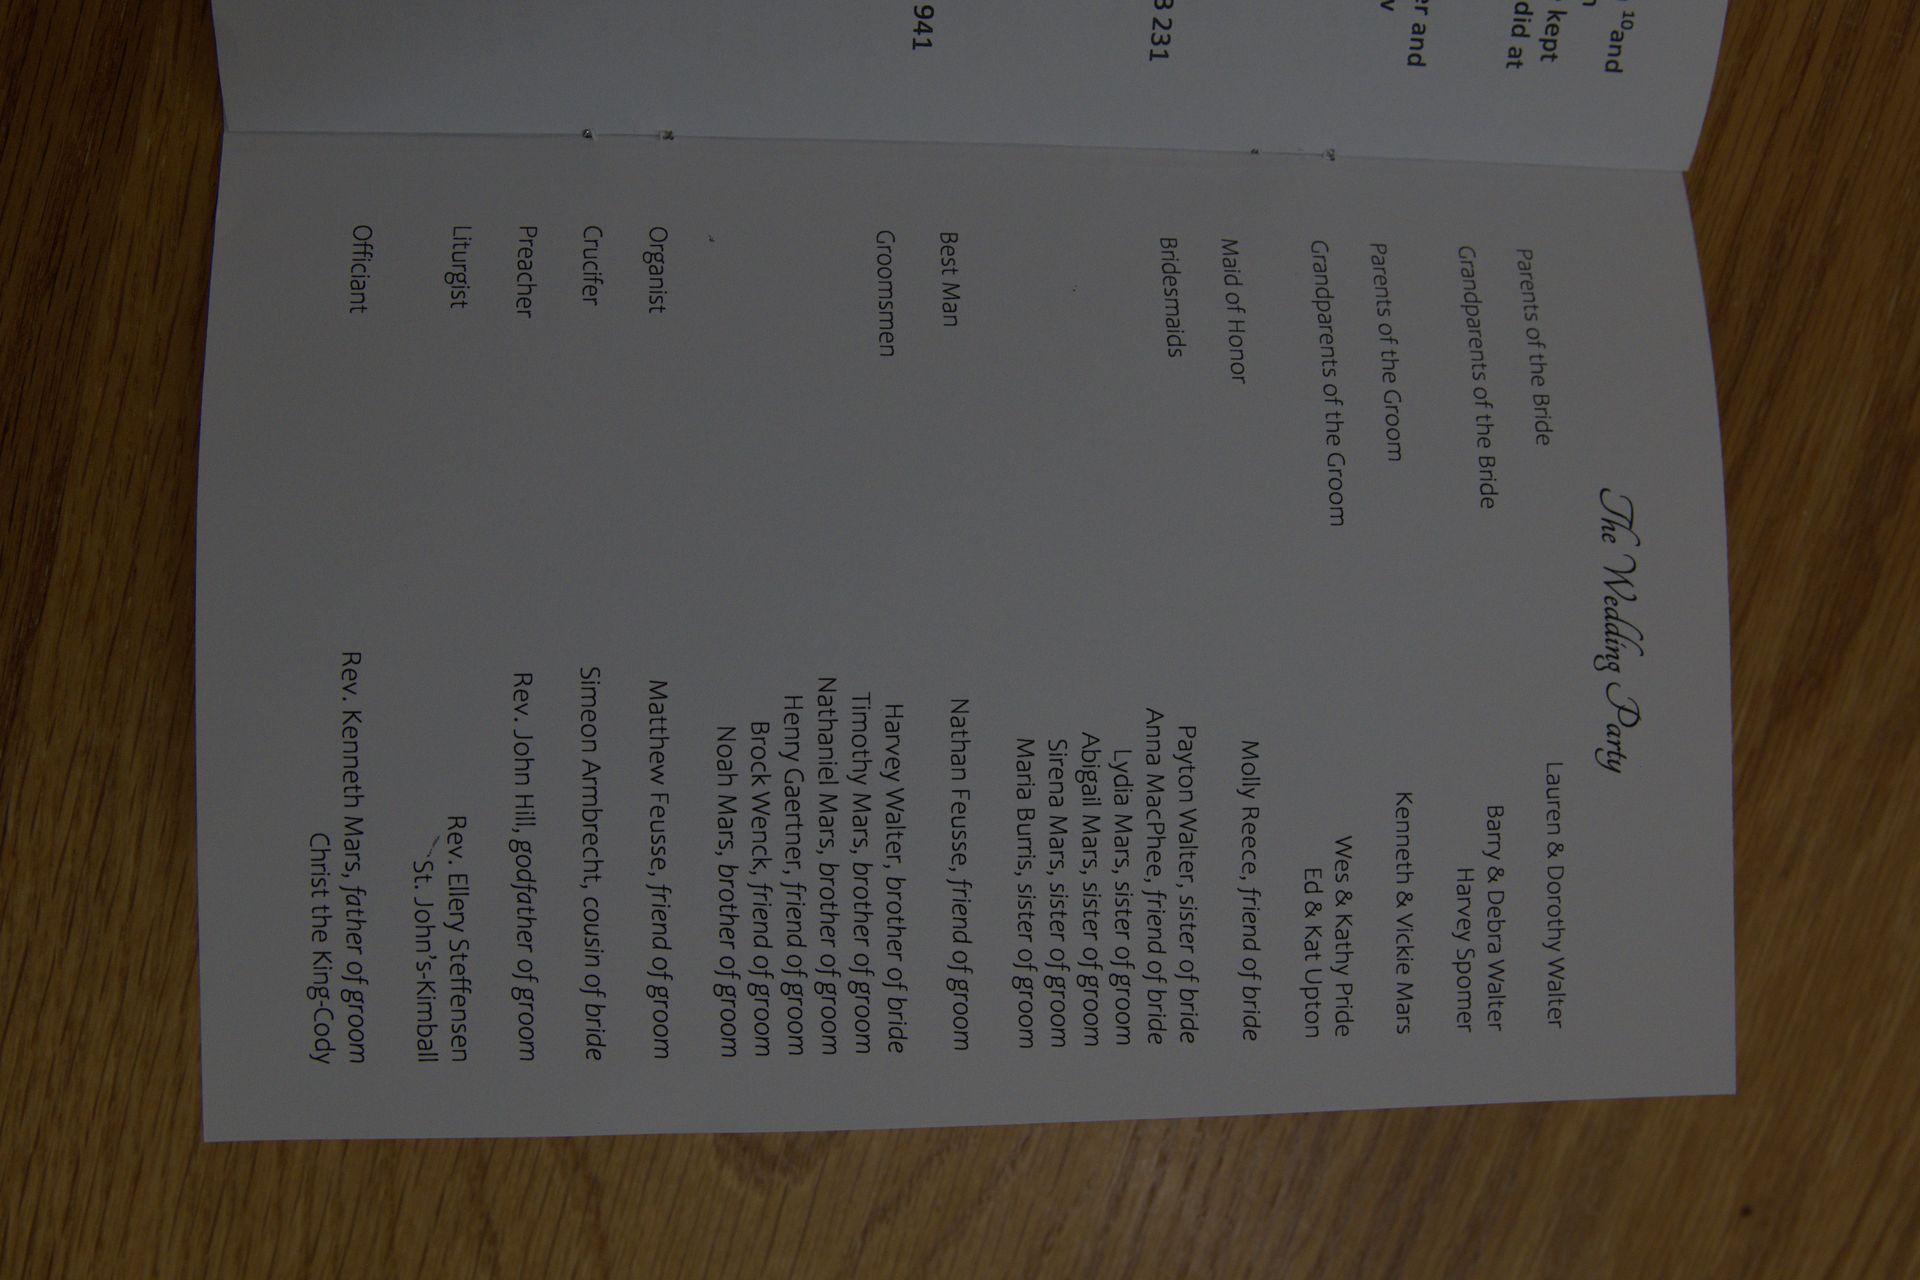 10 and
kept
did at
er and
B 231
941
The Wedding Party
Parents of the Bride Lauren & Dorothy Walter
Grandparents of the Bride Barry & Debra Walter
Harvey Spomer
Parents of the Groom Kenneth & Vickie Mars
Grandparents of the Groom Wes & Kathy Pride
Ed & Kat Upton
Maid of Honor Molly Reece, friend of bride
Bridesmaids Payton Walter, sister of bride
Anna MacPhee, friend of bride
Lydia Mars, sister of groom
Abigail Mars, sister of groom
Sirena Mars, sister of groom
Maria Burris, sister of groom
Best Man Nathan Feusse, friend of groom
Groomsmen Harvey Walter, brother of bride
Timothy Mars, brother of groom
Nathaniel Mars, brother of groom
Henry Gaertner, friend of groom
Brock Wenck, friend of groom
Noah Mars, brother of groom
Organist Matthew Feusse, friend of groom
Crucifer Simeon Armbrecht, cousin of bride
Preacher Rev. John Hill, godfather of groom
Liturgist Rev. Ellery Steffensen
St. John's-Kimball
Officiant Rev. Kenneth Mars, father of groom
Christ the King-Cody